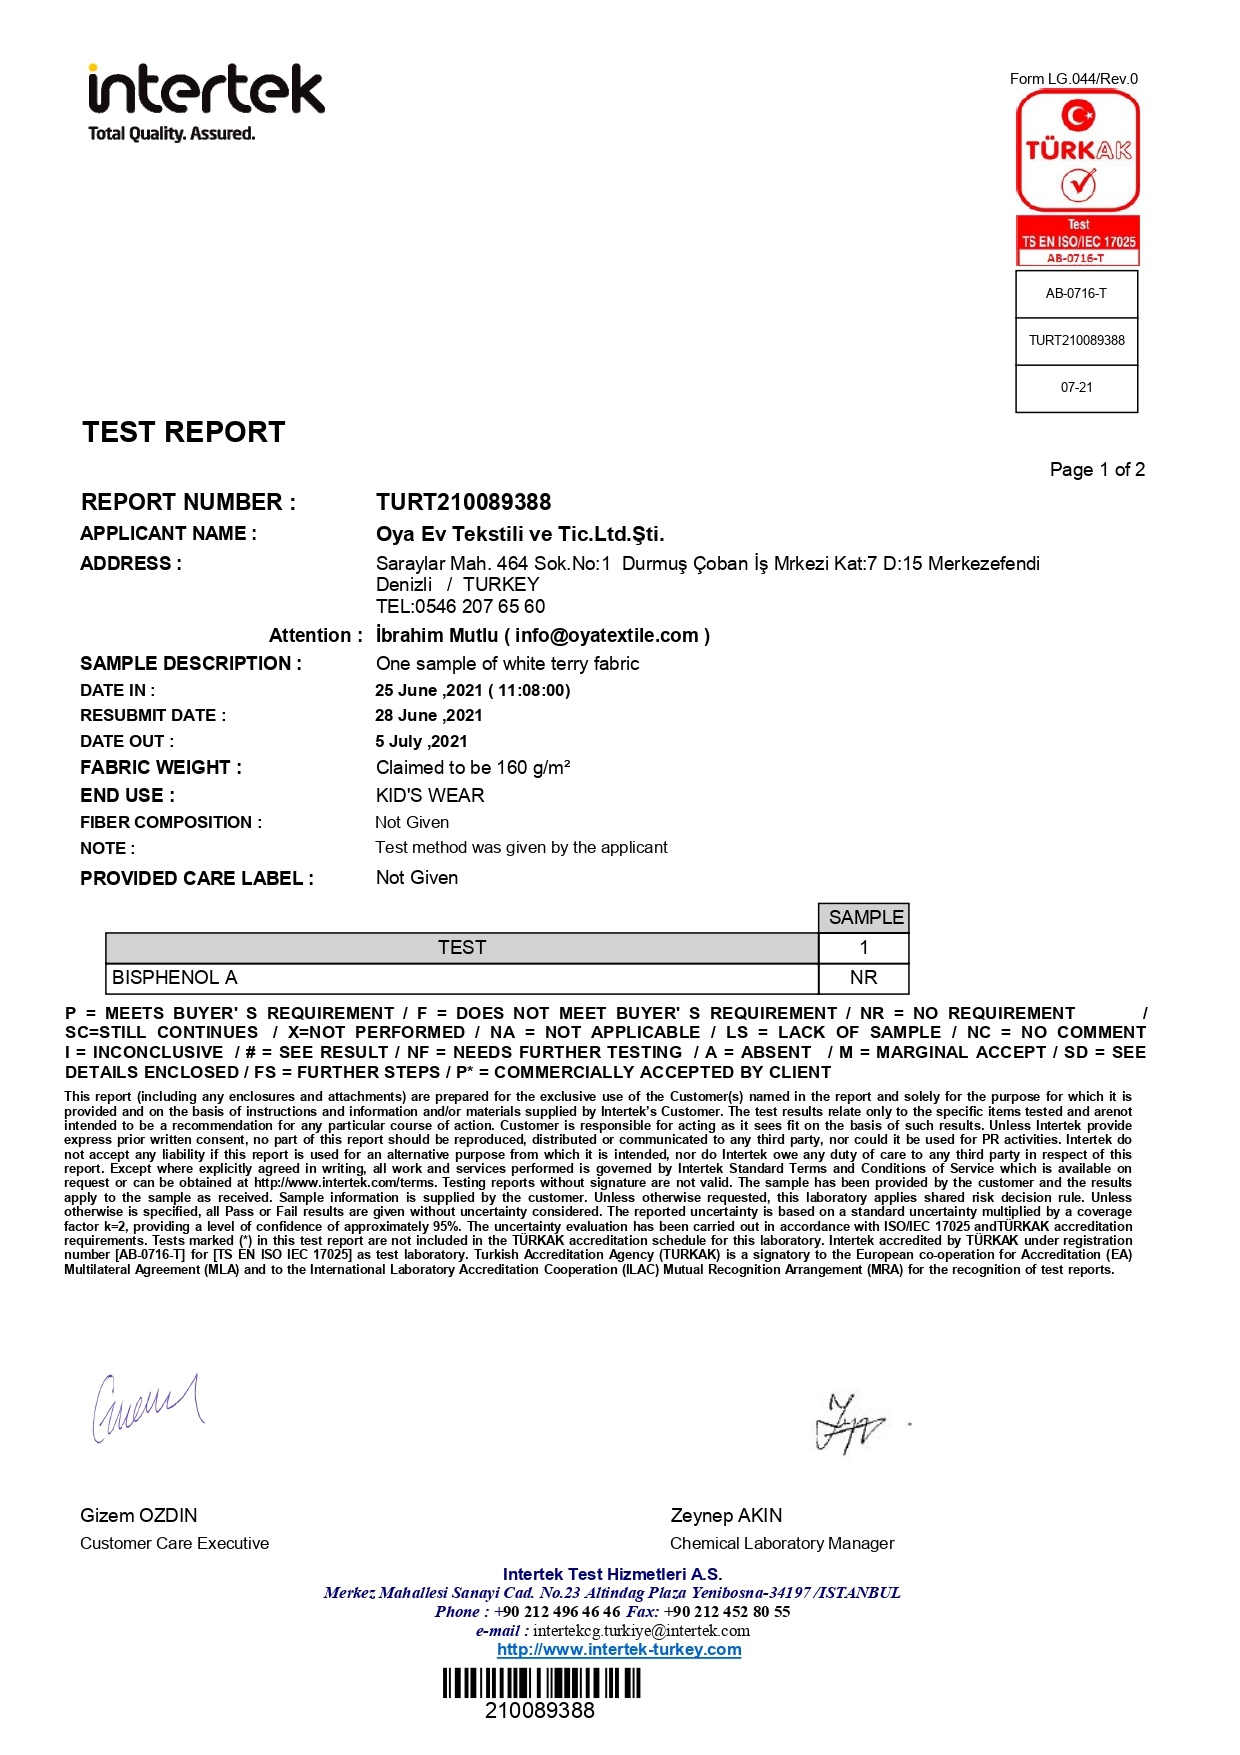 intertek
Total Quality. Assured.
Form LG.044/Rev.0
TÜRKAK
Test
TS EN ISO/IEC 17025
AB-0716-T
AB-0716-T
TURT210089388
07-21
TEST REPORT
Page 1 of 2
REPORT NUMBER : TURT210089388
APPLICANT NAME : Oya Ev Tekstili ve Tic.Ltd.Şti.
ADDRESS : Saraylar Mah. 464 Sok.No:1 Durmuş Çoban İş Mrkezi Kat:7 D:15 Merkezefendi
Denizli / TURKEY
TEL:0546 207 65 60
Attention : İbrahim Mutlu ( info@oyatextile.com )
SAMPLE DESCRIPTION : One sample of white terry fabric
DATE IN : 25 June ,2021 ( 11:08:00)
RESUBMIT DATE : 28 June ,2021
DATE OUT : 5 July ,2021
FABRIC WEIGHT : Claimed to be 160 g/m²
END USE : KID'S WEAR
FIBER COMPOSITION : Not Given
NOTE : Test method was given by the applicant
PROVIDED CARE LABEL : Not Given
SAMPLE
TEST 1
BISPHENOL A NR
P = MEETS BUYER' S REQUIREMENT / F = DOES NOT MEET BUYER' S REQUIREMENT / NR = NO REQUIREMENT /
SC=STILL CONTINUES / X=NOT PERFORMED / NA = NOT APPLICABLE / LS = LACK OF SAMPLE / NC = NO COMMENT
I = INCONCLUSIVE / # = SEE RESULT / NF = NEEDS FURTHER TESTING / A = ABSENT / M = MARGINAL ACCEPT / SD = SEE
DETAILS ENCLOSED / FS = FURTHER STEPS / P* = COMMERCIALLY ACCEPTED BY CLIENT
This report (including any enclosures and attachments) are prepared for the exclusive use of the Customer(s) named in the report and solely for the purpose for which it is
provided and on the basis of instructions and information and/or materials supplied by Intertek's Customer. The test results relate only to the specific items tested and arenot
intended to be a recommendation for any particular course of action. Customer is responsible for acting as it sees fit on the basis of such results. Unless Intertek provide
express prior written consent, no part of this report should be reproduced, distributed or communicated to any third party, nor could it be used for PR activities. Intertek do
not accept any liability if this report is used for an alternative purpose from which it is intended, nor do Intertek owe any duty of care to any third party in respect of this
report. Except where explicitly agreed in writing, all work and services performed is governed by Intertek Standard Terms and Conditions of Service which is available on
request or can be obtained at http://www.intertek.com/terms. Testing reports without signature are not valid. The sample has been provided by the customer and the results
apply to the sample as received. Sample information is supplied by the customer. Unless otherwise requested, this laboratory applies shared risk decision rule. Unless
otherwise is specified, all Pass or Fail results are given without uncertainty considered. The reported uncertainty is based on a standard uncertainty multiplied by a coverage
factor k=2, providing a level of confidence of approximately 95%. The uncertainty evaluation has been carried out in accordance with ISO/IEC 17025 andTÜRKAK accreditation
requirements. Tests marked (*) in this test report are not included in the TÜRKAK accreditation schedule for this laboratory. Intertek accredited by TÜRKAK under registration
number [AB-0716-T] for [TS EN ISO IEC 17025] as test laboratory. Turkish Accreditation Agency (TURKAK) is a signatory to the European co-operation for Accreditation (EA)
Multilateral Agreement (MLA) and to the International Laboratory Accreditation Cooperation (ILAC) Mutual Recognition Arrangement (MRA) for the recognition of test reports.
Gizem OZDIN
Customer Care Executive
Zeynep AKIN
Chemical Laboratory Manager
Intertek Test Hizmetleri A.S.
Merkez Mahallesi Sanayi Cad. No.23 Altindag Plaza Yenibosna-34197 /ISTANBUL
Phone : +90 212 496 46 46 Fax: +90 212 452 80 55
e-mail : intertekcg.turkiye@intertek.com
http://www.intertek-turkey.com
210089388